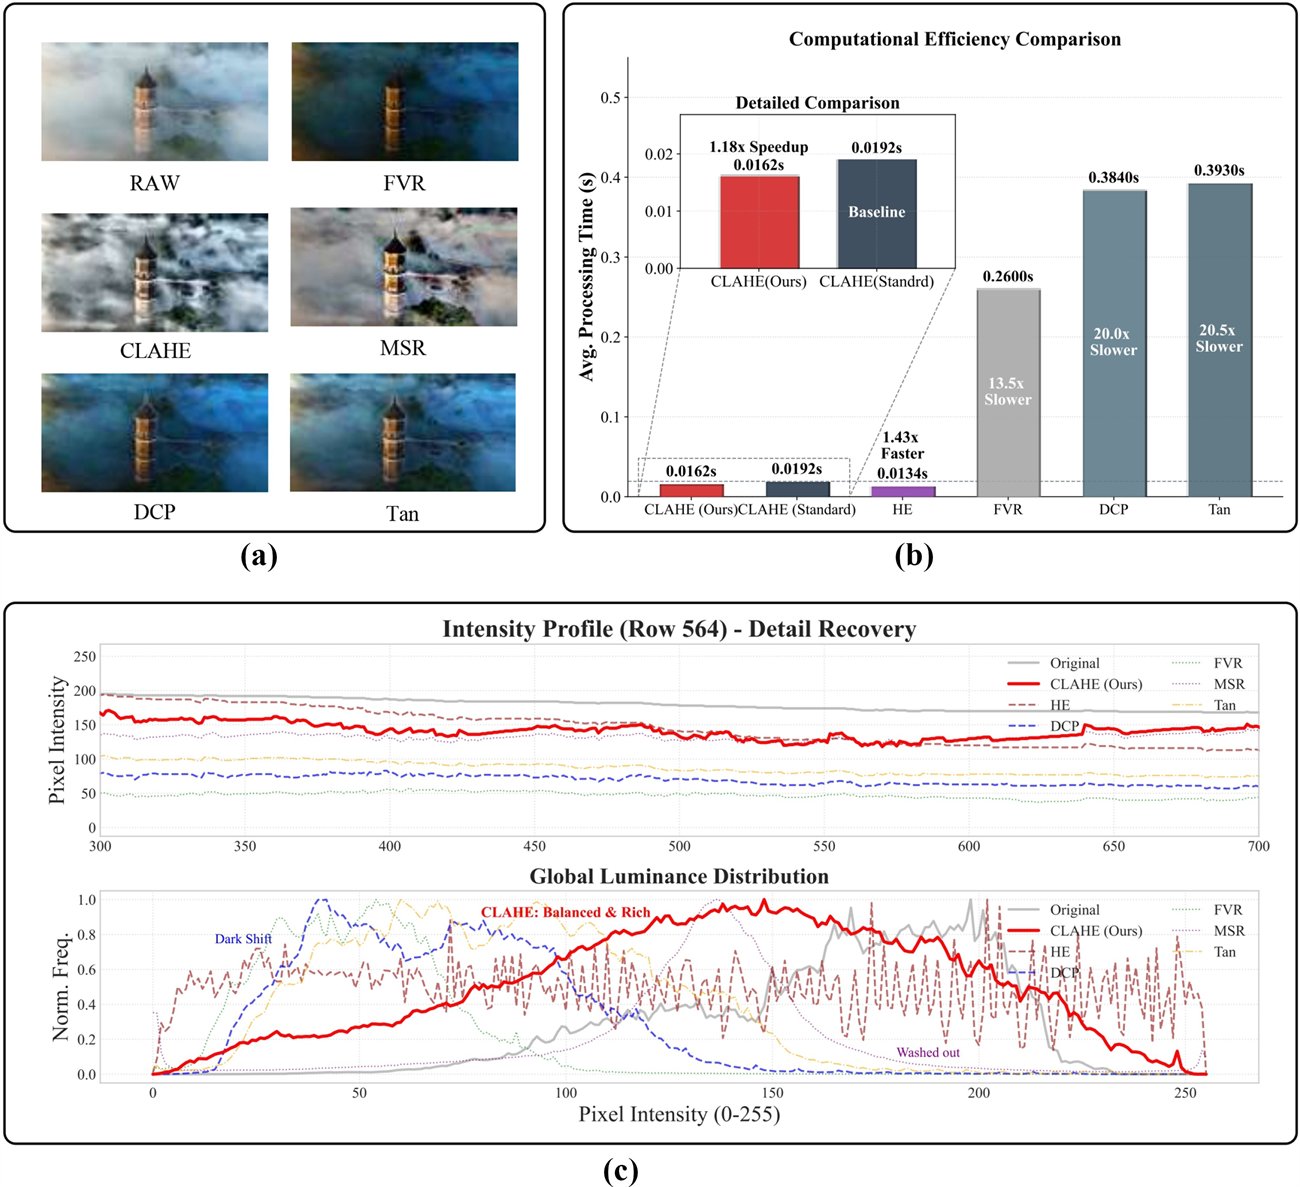 RAW
FVR
CLAHE
MSR
DCP
Tan
(a)
Computational Efficiency Comparison
Avg. Processing Time (s)
0.5
0.4
0.3
0.2
0.1
0.0
Detailed Comparison
0.02
0.01
0.00
1.18x Speedup
0.0162s
0.0192s
Baseline
CLAHE(Ours)
CLAHE(Standrd)
0.0162s
0.0192s
1.43x
Faster
0.0134s
0.2600s
13.5x
Slower
0.3840s
20.0x
Slower
0.3930s
20.5x
Slower
CLAHE (Ours)
CLAHE (Standard)
HE
FVR
DCP
Tan
(b)
Intensity Profile (Row 564) - Detail Recovery
Pixel Intensity
250
200
150
100
50
0
300 350 400 450 500 550 600 650 700
Original
CLAHE (Ours)
HE
DCP
FVR
MSR
Tan
Global Luminance Distribution
Norm. Freq.
1.0
0.8
0.6
0.4
0.2
0.0
Dark Shift
CLAHE: Balanced & Rich
Washed out
Original
CLAHE (Ours)
HE
DCP
FVR
MSR
Tan
0 50 100 150 200 250
Pixel Intensity (0-255)
(c)